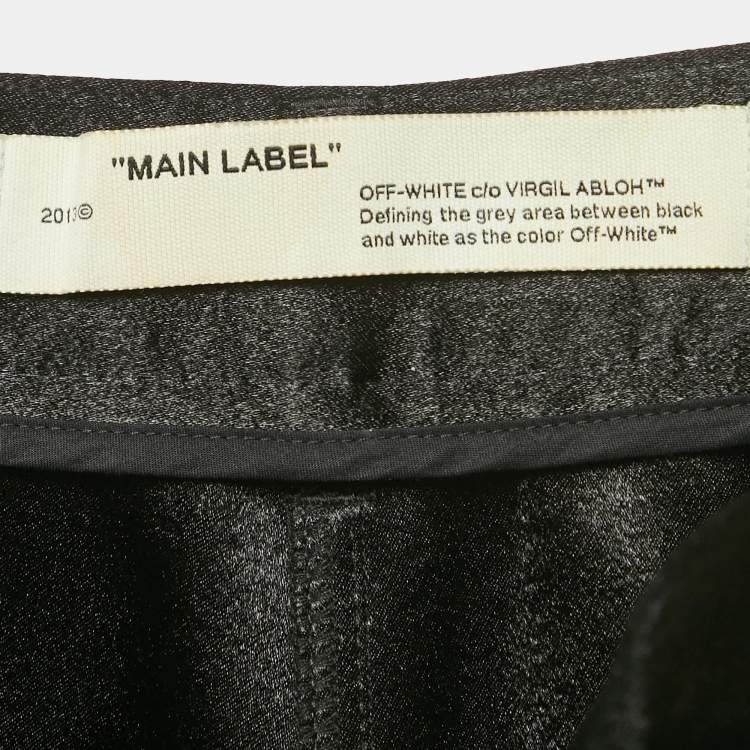 "MAIN LABEL"
2013©
OFF-WHITE c/o VIRGIL ABLOH™
Defining the grey area between black
and white as the color Off-White™